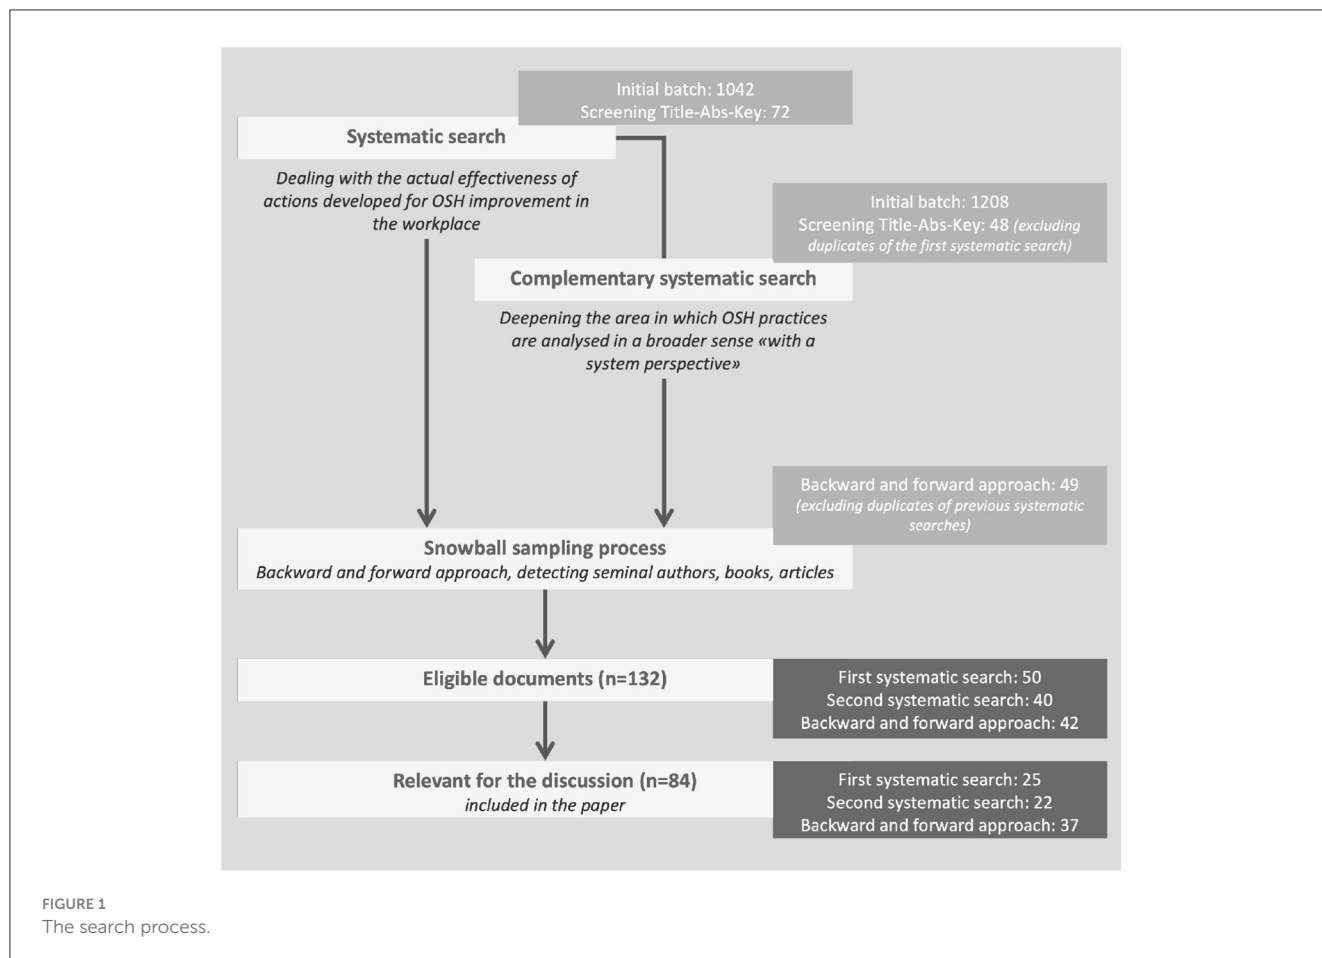 Initial batch: 1042
Screening Title-Abs-Key: 72
Systematic search
Dealing with the actual effectiveness of
actions developed for OSH improvement in
the workplace
Initial batch: 1208
Screening Title-Abs-Key: 48 (excluding
duplicates of the first systematic search)
Complementary systematic search
Deepening the area in which OSH practices
are analysed in a broader sense «with a
system perspective»
Backward and forward approach: 49
(excluding duplicates of previous systematic
searches)
Snowball sampling process
Backward and forward approach, detecting seminal authors, books, articles
Eligible documents (n=132)
First systematic search: 50
Second systematic search: 40
Backward and forward approach: 42
Relevant for the discussion (n=84)
included in the paper
First systematic search: 25
Second systematic search: 22
Backward and forward approach: 37
FIGURE 1
The search process.